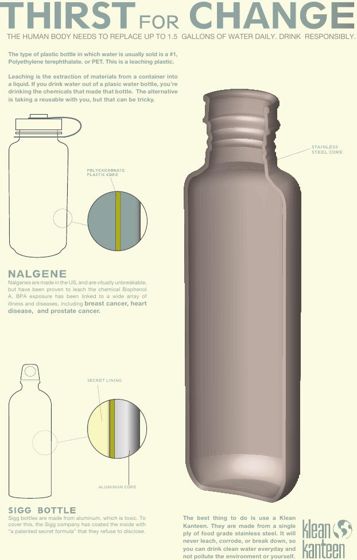 THIRST FOR CHANGE
THE HUMAN BODY NEEDS TO REPLACE UP TO 1.5 GALLONS OF WATER DAILY. DRINK RESPONSIBLY.
The type of plastic bottle in which water is usually sold is a #1,
Polyethylene terephthalate, or PET. This is a leaching plastic.
Leaching is the extraction of materials from a container into
a liquid. If you drink water out of a plasic water bottle, you're
drinking the chemicals that made that bottle. The alternative
is taking a reusable with you, but that can be tricky.
STAINLESS
STEEL CORE
POLYCARBONATE
PLASTIC CORE
NALGENE
Nalgenes are made in the US, and are vitually unbreakable,
but have been proven to leach the chemical Bisphenol
A. BPA exposure has been linked to a wide array of
illness and diseases, including breast cancer, heart
disease, and prostate cancer.
SECRET LINING
ALUMINUM CORE
SIGG BOTTLE
Sigg bottles are made from aluminum, which is toxic. To
cover this, the Sigg company has coated the inside with
"a patented secret formula" that they refuse to disclose.
The best thing to do is use a Klean
Kanteen. They are made from a single
ply of food grade stainless steel. It will
never leach, corrode, or break down, so
you can drink clean water everyday and
not pollute the environment or yourself.
klean
kanteen